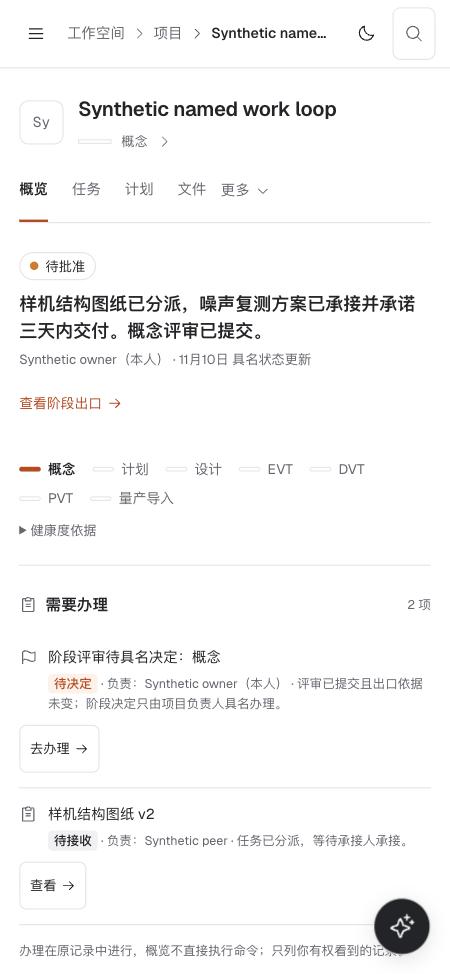 工作空间 > 项目 > Synthetic name...
Sy
Synthetic named work loop
概念 >
概览 任务 计划 文件 更多
待批准
样机结构图纸已分派，噪声复测方案已承接并承诺
三天内交付。概念评审已提交。
Synthetic owner（本人） · 11月10日 具名状态更新
查看阶段出口 →
概念 计划 设计 EVT DVT
PVT 量产导入
▶ 健康度依据
需要办理 2 项
阶段评审待具名决定：概念
待决定 · 负责：Synthetic owner（本人） · 评审已提交且出口依据
未变；阶段决定只由项目负责人具名办理。
去办理 →
样机结构图纸 v2
待接收 · 负责：Synthetic peer · 任务已分派，等待承接人承接。
查看 →
办理在原记录中进行，概览不直接执行命令；只列你有权看到的记录。